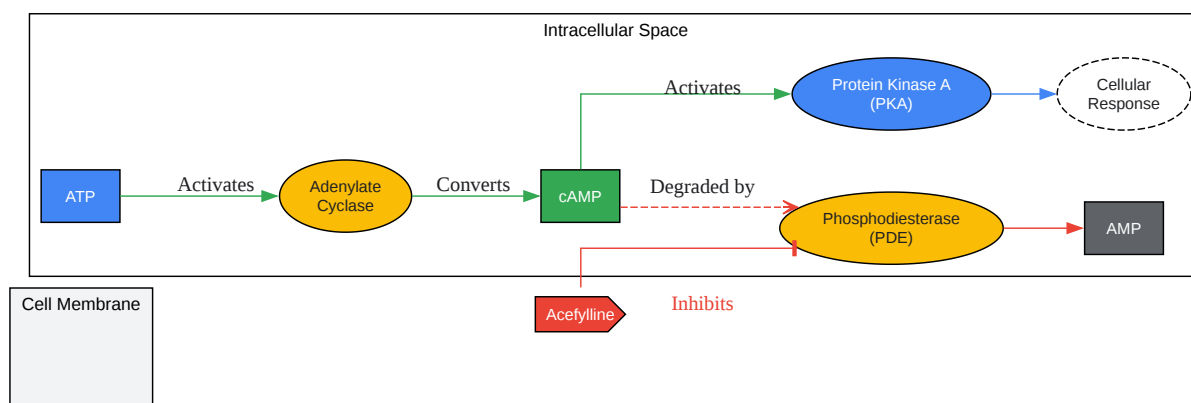 Intracellular Space
Activates
Protein Kinase A
(PKA)
Cellular
Response
ATP
Activates
Adenylate
Cyclase
Converts
cAMP
Degraded by
Phosphodiesterase
(PDE)
AMP
Cell Membrane
Acefylline
Inhibits